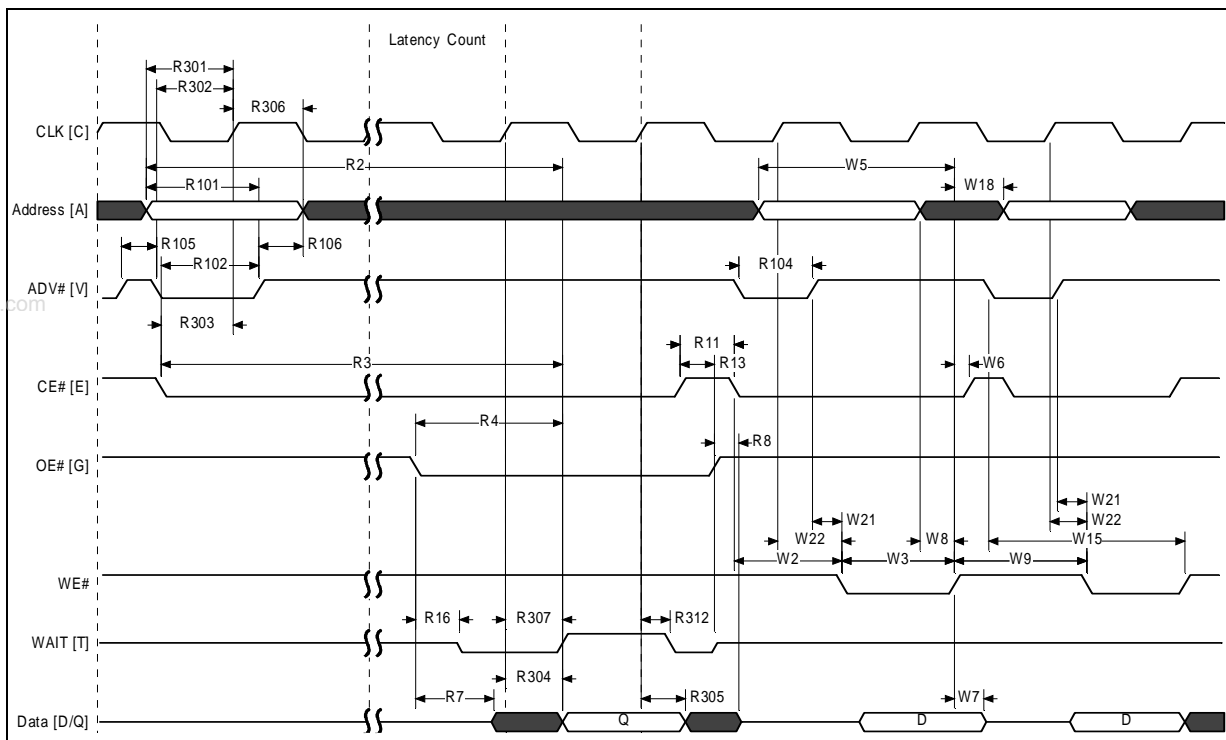 Latency Count
R301
R302
R306
CLK [C]
R2
W5
R101
W18
Address [A]
R105
R106
R102
R104
ADV# [V]
.com
R303
R11
R3
R13
W6
CE# [E]
R4
R8
OE# [G]
W21
W21
W22
W22
W8
W15
W2
W3
W9
WE#
R16
R307
R312
WAIT [T]
R304
R7
R305
W7
Data [D/Q]
Q
D
D